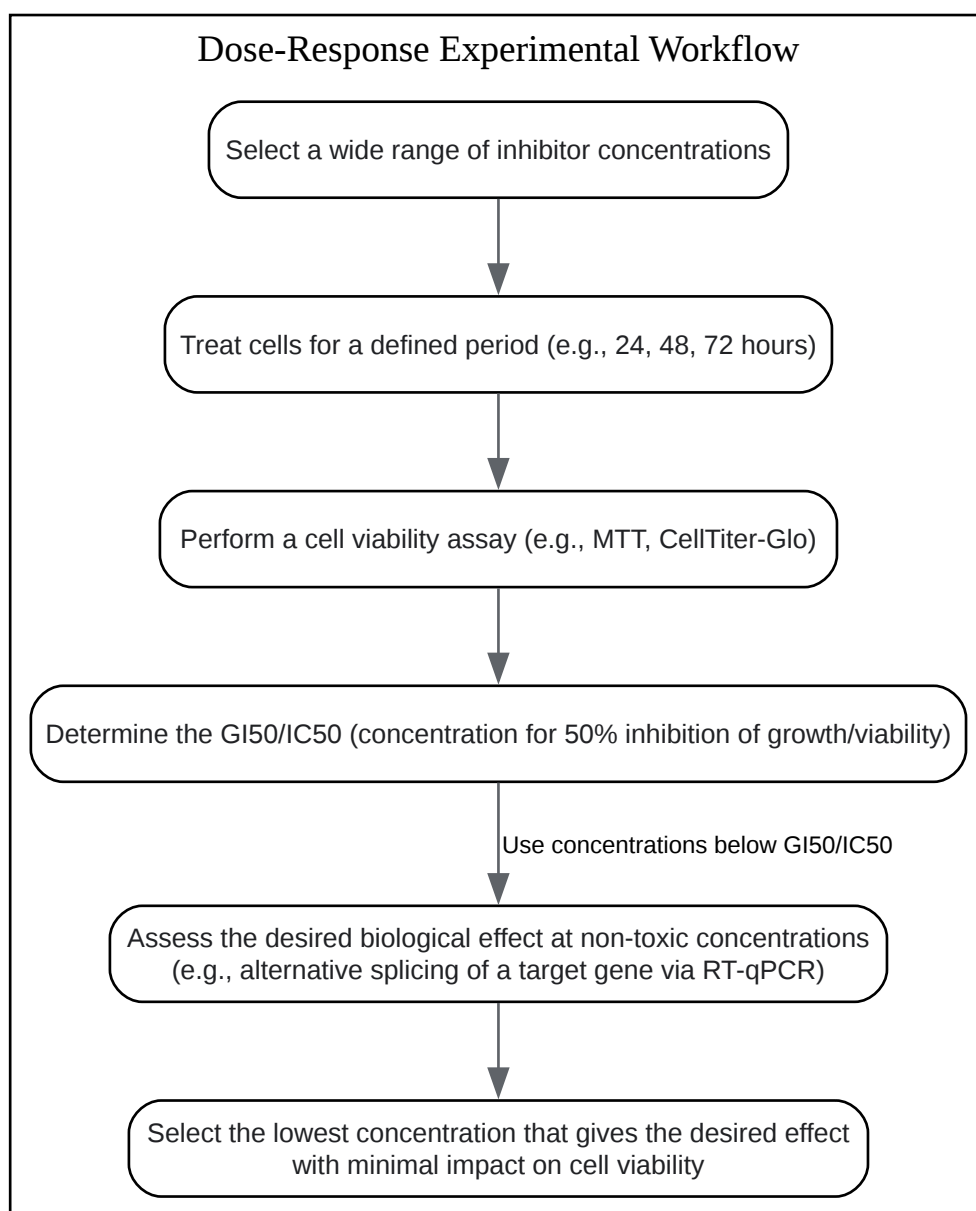 Dose-Response Experimental Workflow
Select a wide range of inhibitor concentrations
Treat cells for a defined period (e.g., 24, 48, 72 hours)
Perform a cell viability assay (e.g., MTT, CellTiter-Glo)
Determine the GI50/IC50 (concentration for 50% inhibition of growth/viability)
Use concentrations below GI50/IC50
Assess the desired biological effect at non-toxic concentrations
(e.g., alternative splicing of a target gene via RT-qPCR)
Select the lowest concentration that gives the desired effect
with minimal impact on cell viability